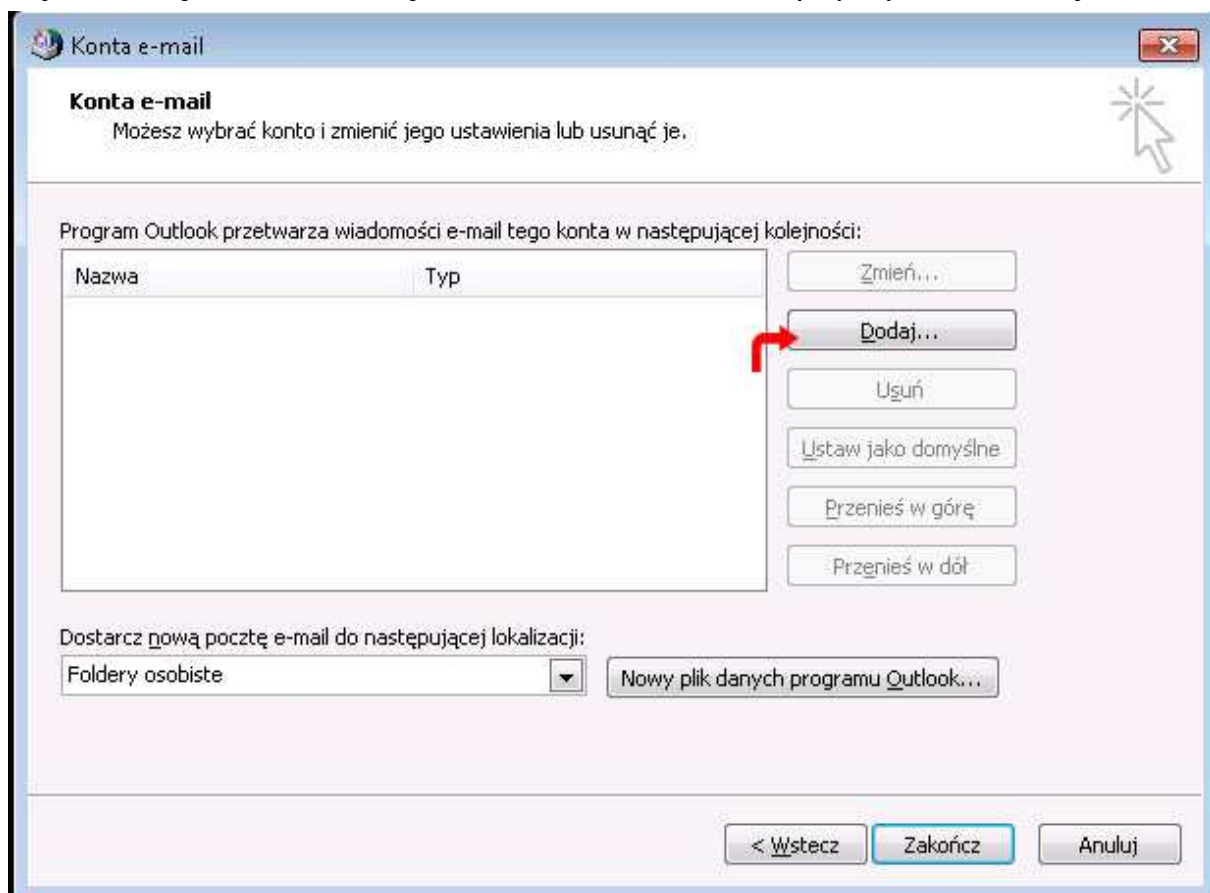 Konta e-mail
Konta e-mail
Możesz wybrać konto i zmienić jego ustawienia lub usunąć je.
Program Outlook przetwarza wiadomości e-mail tego konta w następującej kolejności:
Nazwa Typ
Zmień...
Dodaj...
Usuń
Ustaw jako domyślne
Przenieś w górę
Przenieś w dół
Dostarcz nową pocztę e-mail do następującej lokalizacji:
Foldery osobiste
Nowy plik danych programu Outlook...
< Wstecz Zakończ Anuluj